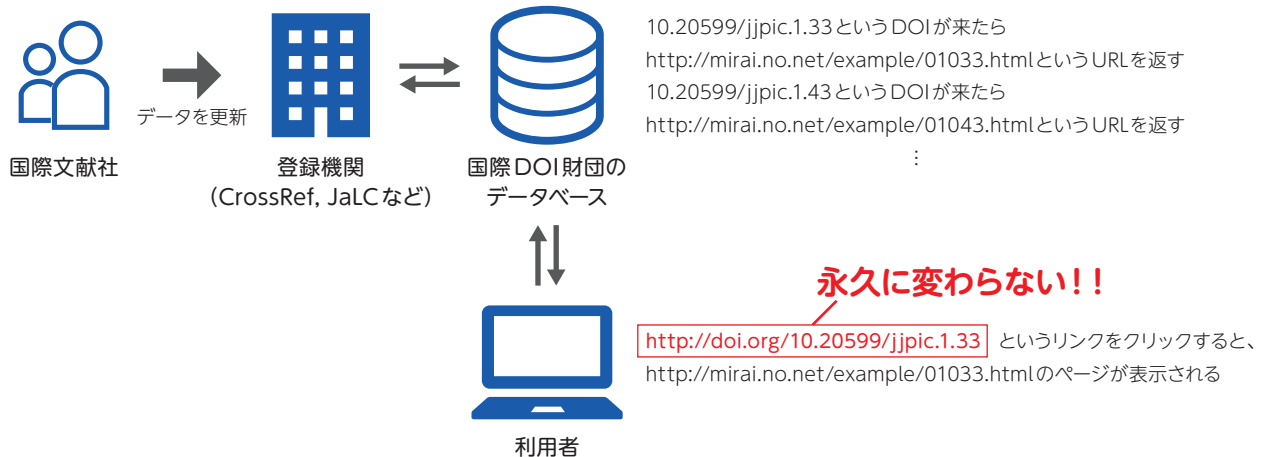 10.20599/jjpic.1.33というDOIが来たら
http://mirai.no.net/example/01033.htmlというURLを返す
10.20599/jjpic.1.43というDOIが来たら
http://mirai.no.net/example/01043.htmlというURLを返す
⋮
データを更新
国際文献社
登録機関
(CrossRef, JaLCなど)
国際DOI財団の
データベース
永久に変わらない！！
http://doi.org/10.20599/jjpic.1.33 というリンクをクリックすると、
http://mirai.no.net/example/01033.htmlのページが表示される
利用者